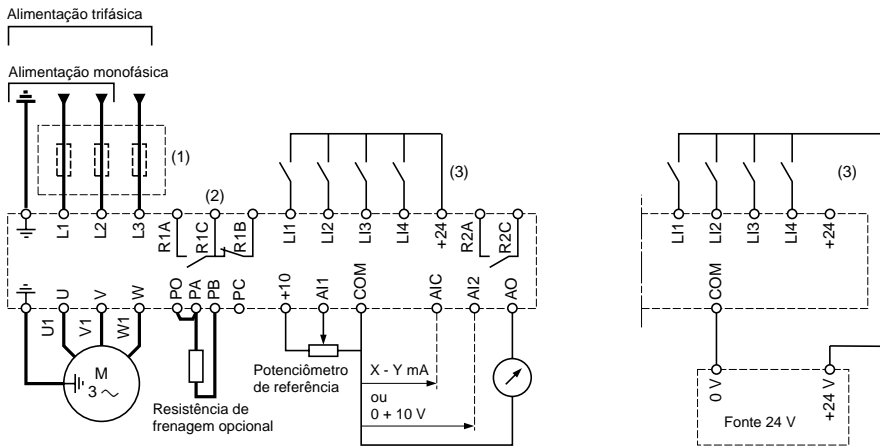 Alimentação trifásica
Alimentação monofásica
(1)
(2)
(3)
(3)
L1
L2
L3
R1A
R1C
R1B
LI1
LI2
LI3
LI4
+24
R2A
R2C
LI1
LI2
LI3
LI4
+24
U
V
W
PO
PA
PB
PC
+10
AI1
COM
AIC
AI2
AO
COM
U1
V1
W1
M
3
Resistência de
frenagem opcional
Potenciômetro
de referência
X - Y mA
ou
0 + 10 V
0 V
+24 V
Fonte 24 V